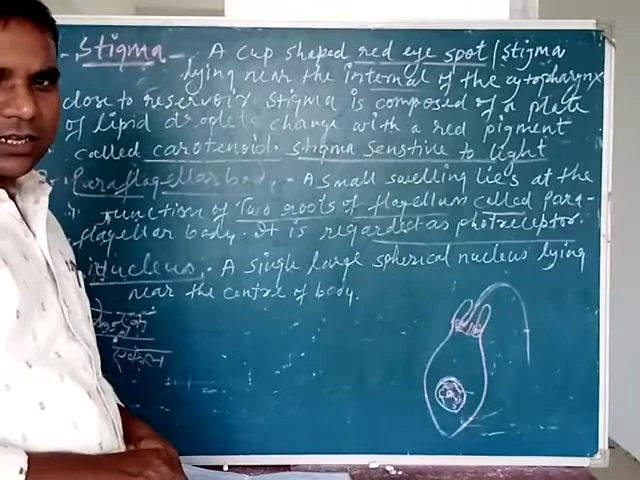 Stigma - A cup shaped red eye spot / stigma
lying near the internal of the cytopharynx
close to reservoir. Stigma is composed of a plate
of lipid droplets change with a red pigment
called carotenoid. stigma senstive to light
Paraflagellar body - A small swelling lie's at the
junction of Two roots of flagellum called Para-
flagellar body. It is regarded as photoreceptor.
Nucleus - A single large spherical nucleus lying
near the centre of body.